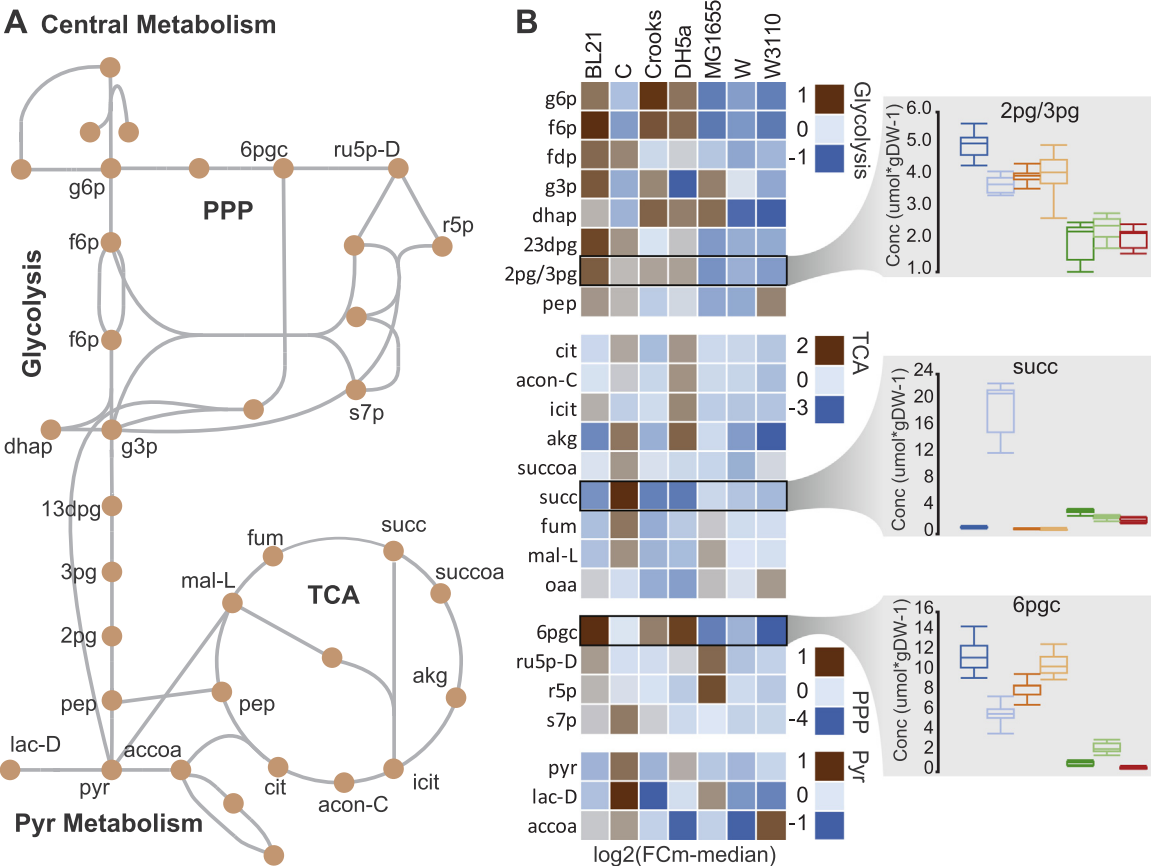 A Central Metabolism
6pgc
ru5p-D
g6p
PPP
r5p
f6p
Glycolysis
f6p
s7p
dhap
g3p
13dpg
succ
fum
3pg
succoa
mal-L
TCA
2pg
akg
pep
pep
lac-D
accoa
pyr
cit
icit
acon-C
Pyr Metabolism
B
BL21
C
Crooks
DH5a
MG1655
W
W3110
g6p
f6p
fdp
g3p
dhap
23dpg
2pg/3pg
pep
1
0
-1
Glycolysis
cit
acon-C
icit
akg
succoa
succ
fum
mal-L
oaa
2
0
-3
TCA
6pgc
ru5p-D
r5p
s7p
1
0
-4
PPP
pyr
lac-D
accoa
1
0
-1
Pyr
log2(FCm-median)
2pg/3pg
Conc (umol*gDW-1)
6.0
5.0
4.0
3.0
2.0
1.0
succ
Conc (umol*gDW-1)
24
20
16
12
8
4
0
6pgc
Conc (umol*gDW-1)
16
14
12
10
8
6
4
2
0